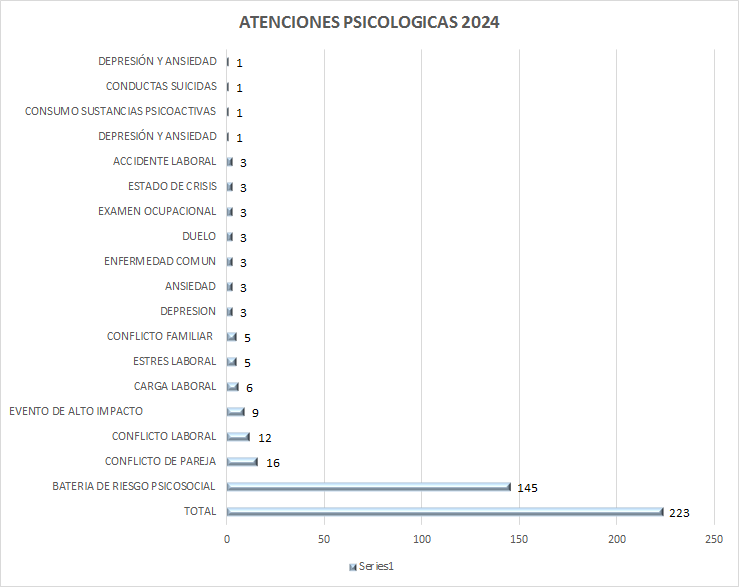 ATENCIONES PSICOLOGICAS 2024
DEPRESIÓN Y ANSIEDAD 1
CONDUCTAS SUICIDAS 1
CONSUMO SUSTANCIAS PSICOACTIVAS 1
DEPRESIÓN Y ANSIEDAD 1
ACCIDENTE LABORAL 3
ESTADO DE CRISIS 3
EXAMEN OCUPACIONAL 3
DUELO 3
ENFERMEDAD COMUN 3
ANSIEDAD 3
DEPRESION 3
CONFLICTO FAMILIAR 5
ESTRES LABORAL 5
CARGA LABORAL 6
EVENTO DE ALTO IMPACTO 9
CONFLICTO LABORAL 12
CONFLICTO DE PAREJA 16
BATERIA DE RIESGO PSICOSOCIAL 145
TOTAL 223
0 50 100 150 200 250
Series1